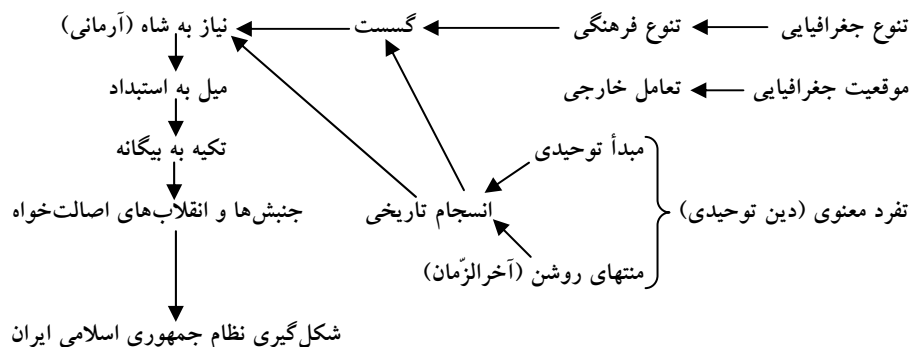 تنوع جغرافیایی تنوع فرهنگی گسست نیاز به شاه (آرمانی)
موقعیت جغرافیایی تعامل خارجی میل به استبداد
مبدأ توحیدی تکیه به بیگانه
تفرد معنوی (دین توحیدی) انسجام تاریخی جنبش‌ها و انقلاب‌های اصالت‌خواه
منتهای روشن (آخرالزّمان)
شکل‌گیری نظام جمهوری اسلامی ایران